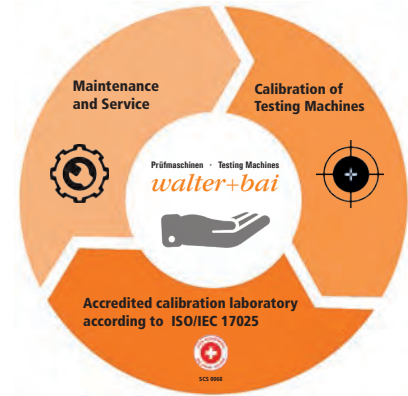 Maintenance
and Service
Calibration of
Testing Machines
Prüfmaschinen · Testing Machines
walter+bai
Accredited calibration laboratory
according to ISO/IEC 17025
SCS 0068